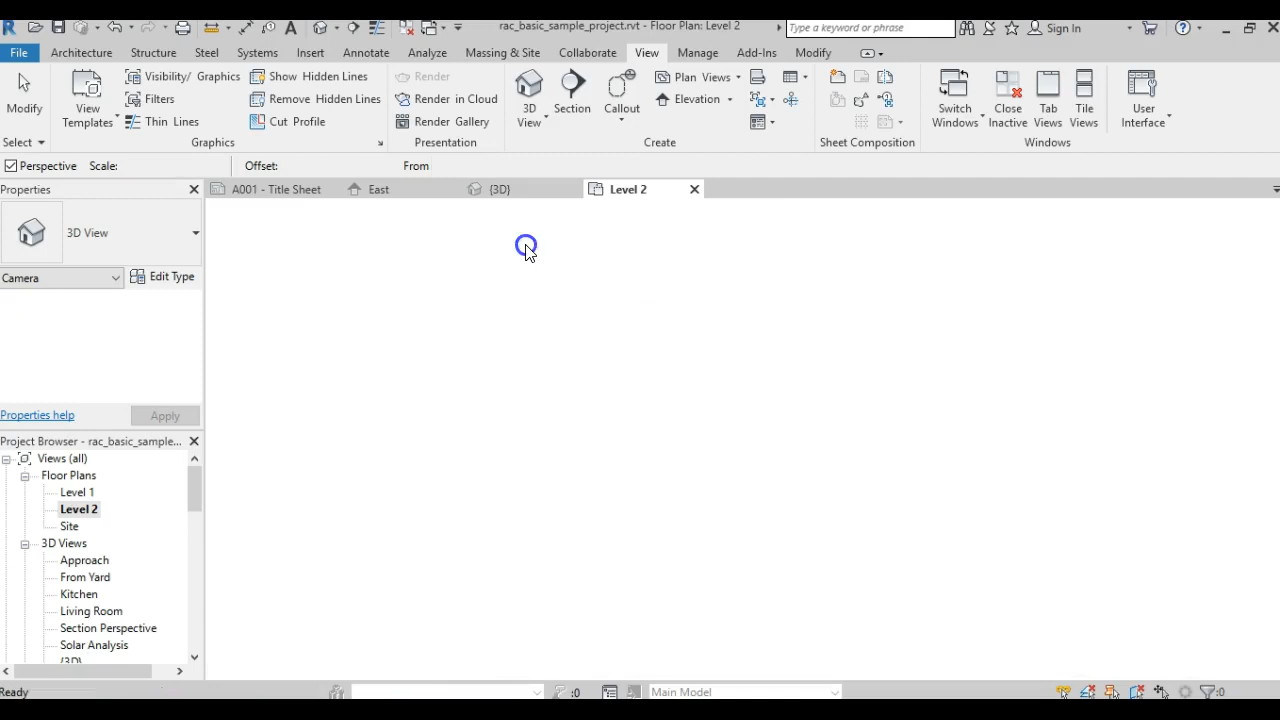 rac_basic_sample_project.rvt - Floor Plan: Level 2
Type a keyword or phrase
Sign In
File Architecture Structure Steel Systems Insert Annotate Analyze Massing & Site Collaborate View Manage Add-Ins Modify
Modify
View Templates
Visibility/ Graphics
Filters
Thin Lines
Show Hidden Lines
Remove Hidden Lines
Cut Profile
Render
Render in Cloud
Render Gallery
3D View
Section
Callout
Plan Views
Elevation
Switch Windows
Close Inactive
Tab Views
Tile Views
User Interface
Select Graphics Presentation Create Sheet Composition Windows
Perspective Scale: Offset: From
Properties
A001 - Title Sheet East {3D} Level 2
3D View
Camera Edit Type
Properties help Apply
Project Browser - rac_basic_sample...
Views (all)
Floor Plans
Level 1
Level 2
Site
3D Views
Approach
From Yard
Kitchen
Living Room
Section Perspective
Solar Analysis
{3D}
Ready :0 Main Model :0